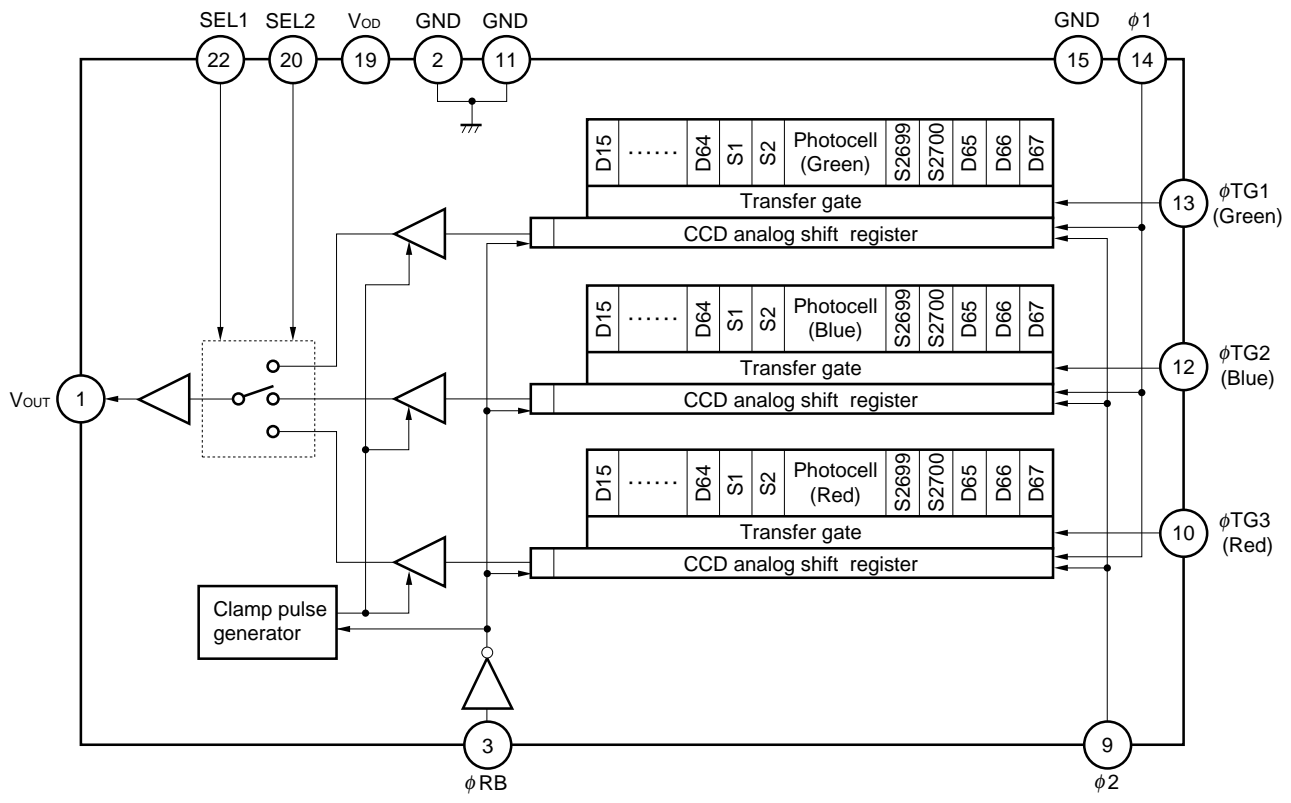 SEL1 SEL2 VOD GND GND GND ϕ1
22 20 19 2 11 15 14
D15 ...... D64 S1 S2 Photocell (Green) S2699 S2700 D65 D66 D67
Transfer gate
13 ϕTG1 (Green)
CCD analog shift register
D15 ...... D64 S1 S2 Photocell (Blue) S2699 S2700 D65 D66 D67
Transfer gate
12 ϕTG2 (Blue)
VOUT 1
CCD analog shift register
D15 ...... D64 S1 S2 Photocell (Red) S2699 S2700 D65 D66 D67
Transfer gate
10 ϕTG3 (Red)
CCD analog shift register
Clamp pulse
generator
3 9
ϕRB ϕ2